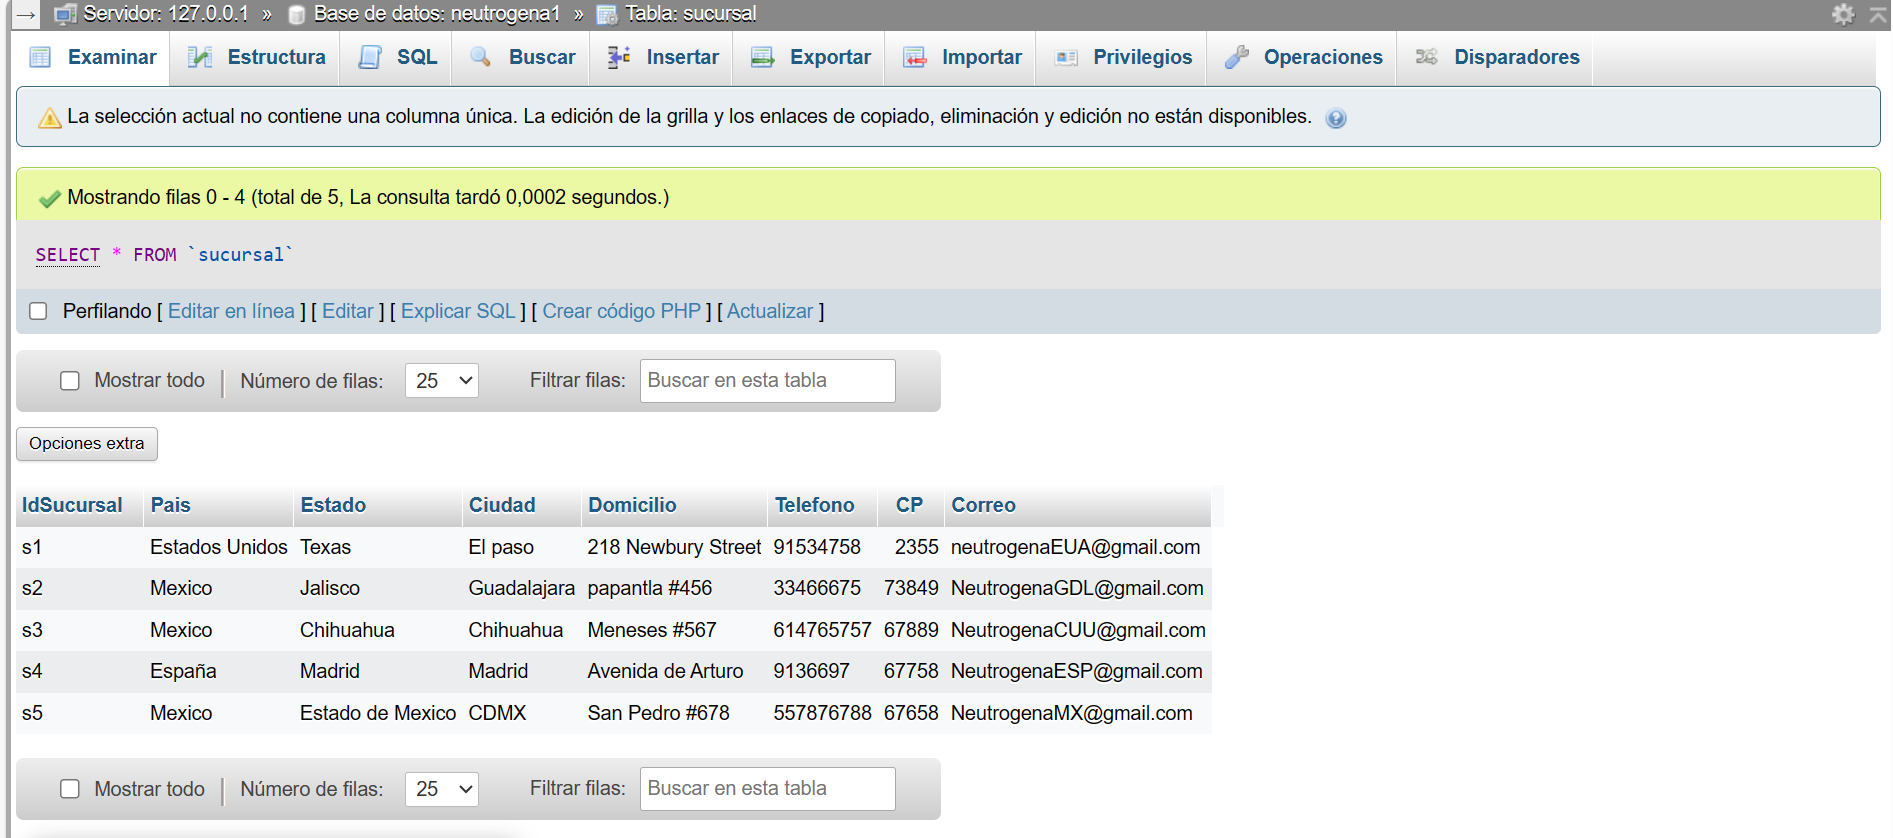 → Servidor: 127.0.0.1 » Base de datos: neutrogena1 » Tabla: sucursal
Examinar Estructura SQL Buscar Insertar Exportar Importar Privilegios Operaciones Disparadores
La selección actual no contiene una columna única. La edición de la grilla y los enlaces de copiado, eliminación y edición no están disponibles.
Mostrando filas 0 - 4 (total de 5, La consulta tardó 0,0002 segundos.)
SELECT * FROM `sucursal`
Perfilando [ Editar en línea ] [ Editar ] [ Explicar SQL ] [ Crear código PHP ] [ Actualizar ]
Mostrar todo | Número de filas: 25 Filtrar filas: Buscar en esta tabla
Opciones extra
IdSucursal Pais Estado Ciudad Domicilio Telefono CP Correo
s1 Estados Unidos Texas El paso 218 Newbury Street 91534758 2355 neutrogenaEUA@gmail.com
s2 Mexico Jalisco Guadalajara papantla #456 33466675 73849 NeutrogenaGDL@gmail.com
s3 Mexico Chihuahua Chihuahua Meneses #567 614765757 67889 NeutrogenaCUU@gmail.com
s4 España Madrid Madrid Avenida de Arturo 9136697 67758 NeutrogenaESP@gmail.com
s5 Mexico Estado de Mexico CDMX San Pedro #678 557876788 67658 NeutrogenaMX@gmail.com
Mostrar todo | Número de filas: 25 Filtrar filas: Buscar en esta tabla